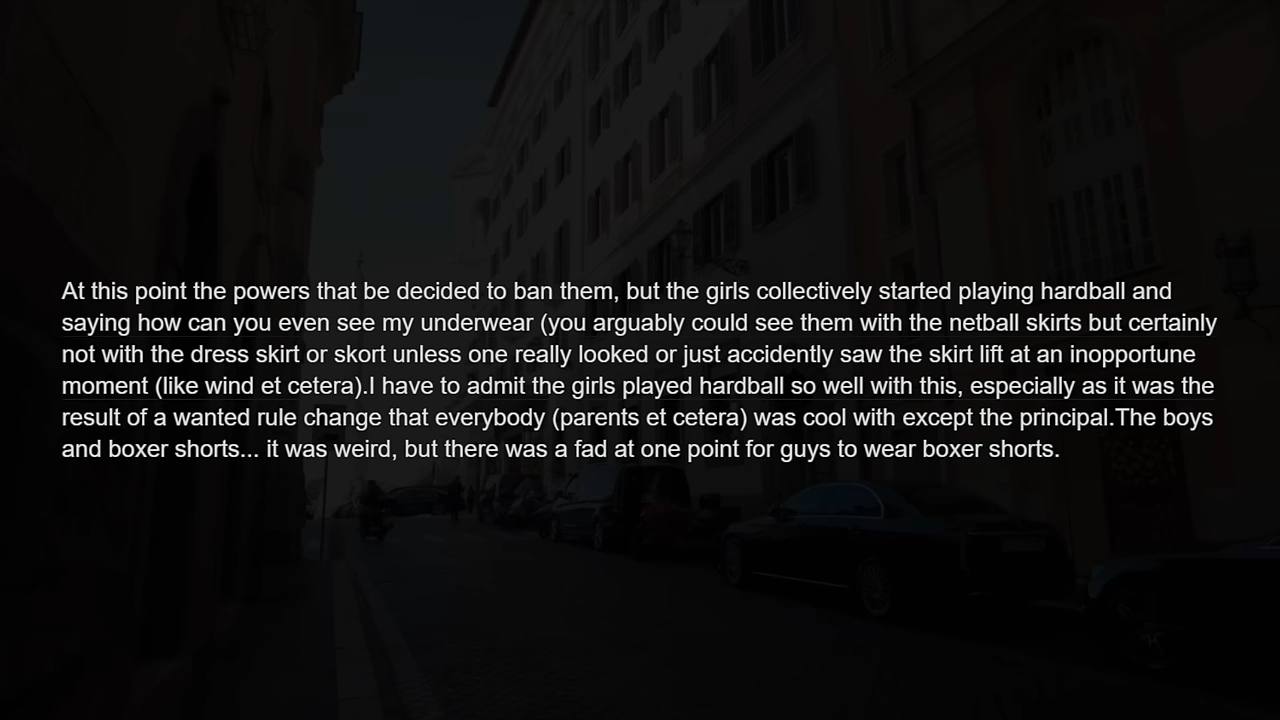 At this point the powers that be decided to ban them, but the girls collectively started playing hardball and
saying how can you even see my underwear (you arguably could see them with the netball skirts but certainly
not with the dress skirt or skort unless one really looked or just accidently saw the skirt lift at an inopportune
moment (like wind et cetera).I have to admit the girls played hardball so well with this, especially as it was the
result of a wanted rule change that everybody (parents et cetera) was cool with except the principal.The boys
and boxer shorts... it was weird, but there was a fad at one point for guys to wear boxer shorts.